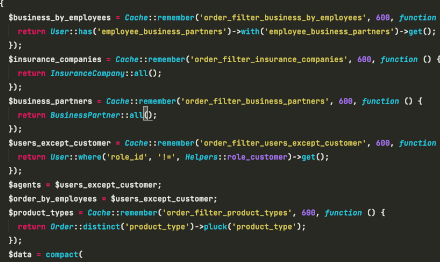 {
$business_by_employees = Cache::remember('order_filter_business_by_employees', 600, function
return User::has('employee_business_partners')->with('employee_business_partners')->get();
});
$insurance_companies = Cache::remember('order_filter_insurance_companies', 600, function () {
return InsuranceCompany::all();
});
$business_partners = Cache::remember('order_filter_business_partners', 600, function () {
return BusinessPartner::all();
});
$users_except_customer = Cache::remember('order_filter_users_except_customer', 600, function
return User::where('role_id', '!=', Helpers::role_customer)->get();
});
$agents = $users_except_customer;
$order_by_employees = $users_except_customer;
$product_types = Cache::remember('order_filter_product_types', 600, function () {
return Order::distinct('product_type')->pluck('product_type');
});
$data = compact(